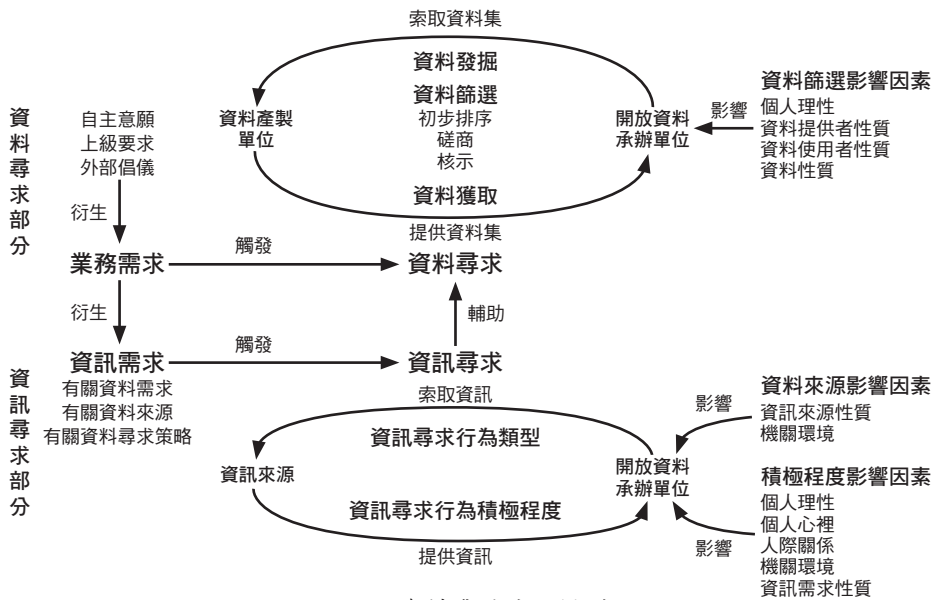 索取資料集
資料發掘
資料篩選
初步排序
磋商
核示
資料獲取
提供資料集
資料產製
單位
開放資料
承辦單位
影響
資料篩選影響因素
個人理性
資料提供者性質
資料使用者性質
資料性質
資料尋求部分
自主意願
上級要求
外部倡儀
衍生
業務需求
觸發
資料尋求
衍生
輔助
資訊需求
觸發
資訊尋求
資訊尋求部分
有關資料需求
有關資料來源
有關資料尋求策略
索取資訊
資訊尋求行為類型
資訊來源
資訊尋求行為積極程度
提供資訊
開放資料
承辦單位
影響
資料來源影響因素
資訊來源性質
機關環境
影響
積極程度影響因素
個人理性
個人心裡
人際關係
機關環境
資訊需求性質